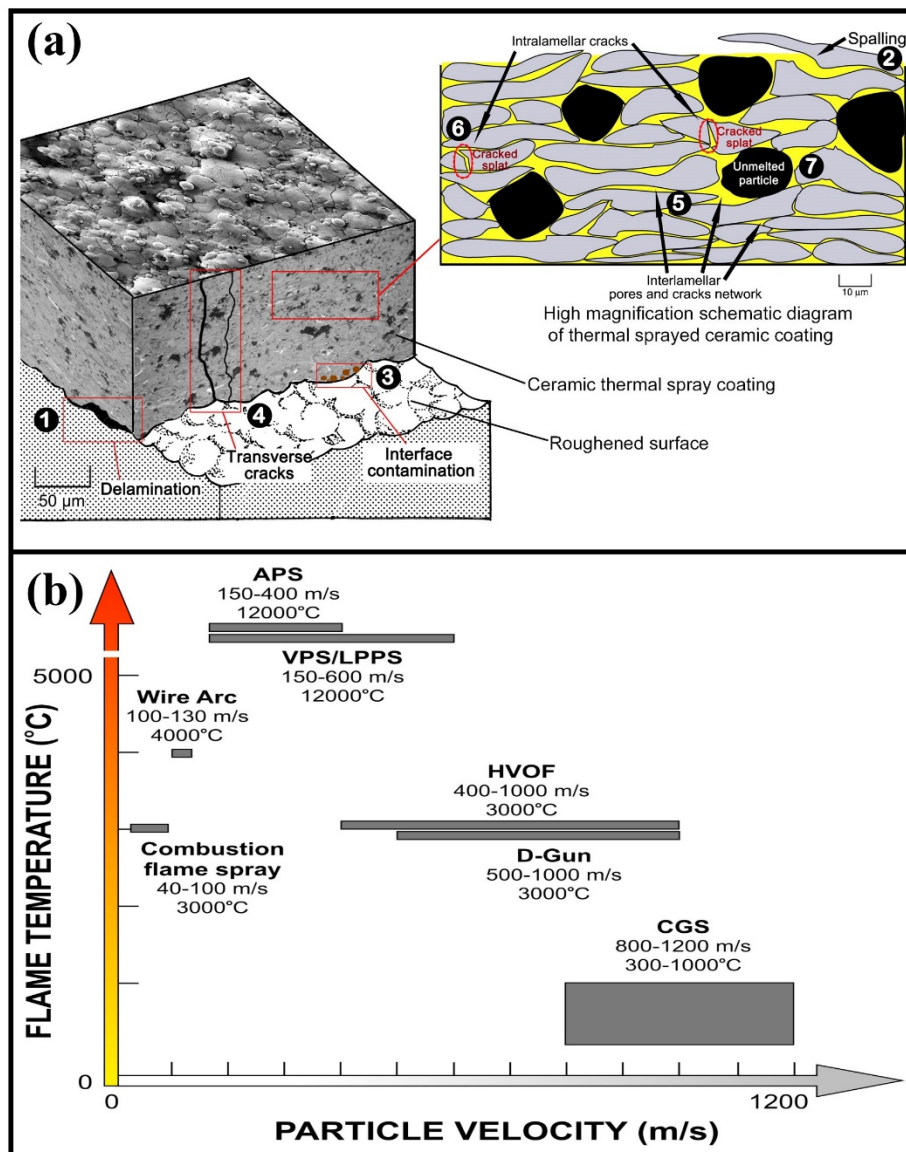 (a)
Intralamellar cracks
Spalling
2
6
Cracked
splat
Cracked
splat
Unmelted
particle
7
5
Interlamellar
pores and cracks network
10 µm
High magnification schematic diagram
of thermal sprayed ceramic coating
Ceramic thermal spray coating
3
1
4
Roughened surface
Transverse
cracks
Interface
contamination
Delamination
50 µm
(b)
APS
150-400 m/s
12000°C
VPS/LPPS
150-600 m/s
12000°C
5000
Wire Arc
100-130 m/s
4000°C
HVOF
400-1000 m/s
3000°C
Combustion
flame spray
40-100 m/s
3000°C
D-Gun
500-1000 m/s
3000°C
CGS
800-1200 m/s
300-1000°C
FLAME TEMPERATURE (°C)
0
0
1200
PARTICLE VELOCITY (m/s)